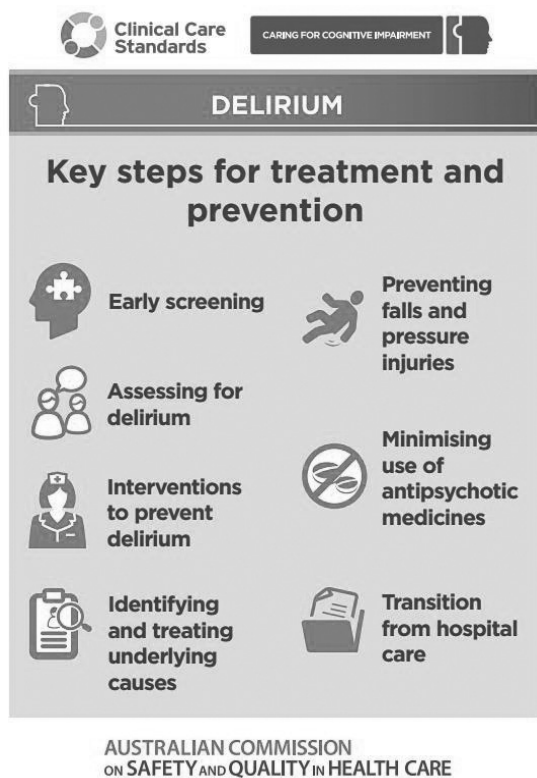 Clinical Care
Standards
CARING FOR COGNITIVE IMPAIRMENT
DELIRIUM
Key steps for treatment and
prevention
Early screening
Assessing for
delirium
Interventions
to prevent
delirium
Identifying
and treating
underlying
causes
Preventing
falls and
pressure
injuries
Minimising
use of
antipsychotic
medicines
Transition
from hospital
care
AUSTRALIAN COMMISSION
ON SAFETY AND QUALITY IN HEALTH CARE